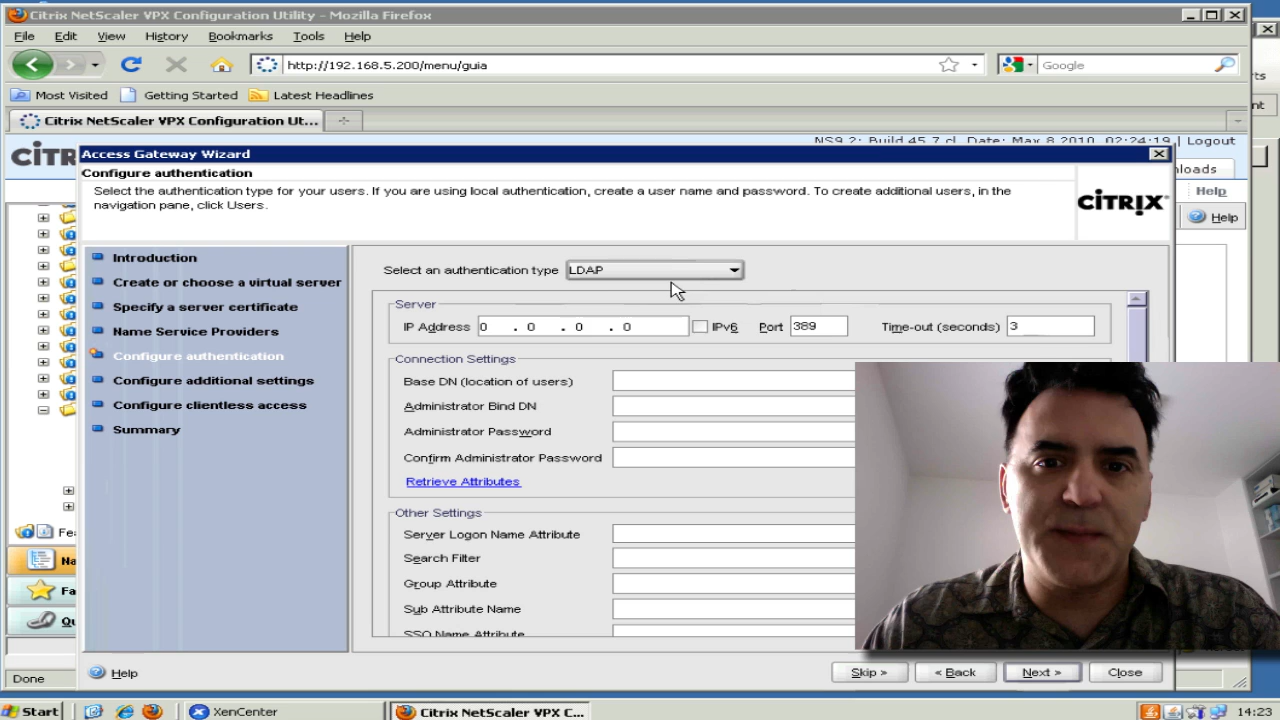 Citrix NetScaler VPX Configuration Utility - Mozilla Firefox
File Edit View History Bookmarks Tools Help
http://192.168.5.200/menu/guia
Google
Most Visited Getting Started Latest Headlines
Citrix NetScaler VPX Configuration Ut...
NS9.2: Build 45.7.cl, Date: May 8 2010, 02:24:19 Logout
Access Gateway Wizard
Configure authentication
Select the authentication type for your users. If you are using local authentication, create a user name and password. To create additional users, in the
navigation pane, click Users.
CITRIX
Help
Help
Introduction
Create or choose a virtual server
Specify a server certificate
Name Service Providers
Configure authentication
Configure additional settings
Configure clientless access
Summary
Select an authentication type LDAP
Server
IP Address 0 . 0 . 0 . 0 IPv6 Port 389 Time-out (seconds) 3
Connection Settings
Base DN (location of users)
Administrator Bind DN
Administrator Password
Confirm Administrator Password
Retrieve Attributes
Other Settings
Server Logon Name Attribute
Search Filter
Group Attribute
Sub Attribute Name
SSO Name Attribute
Help
Skip > < Back Next > Close
Done
Start XenCenter Citrix NetScaler VPX C... 14:23